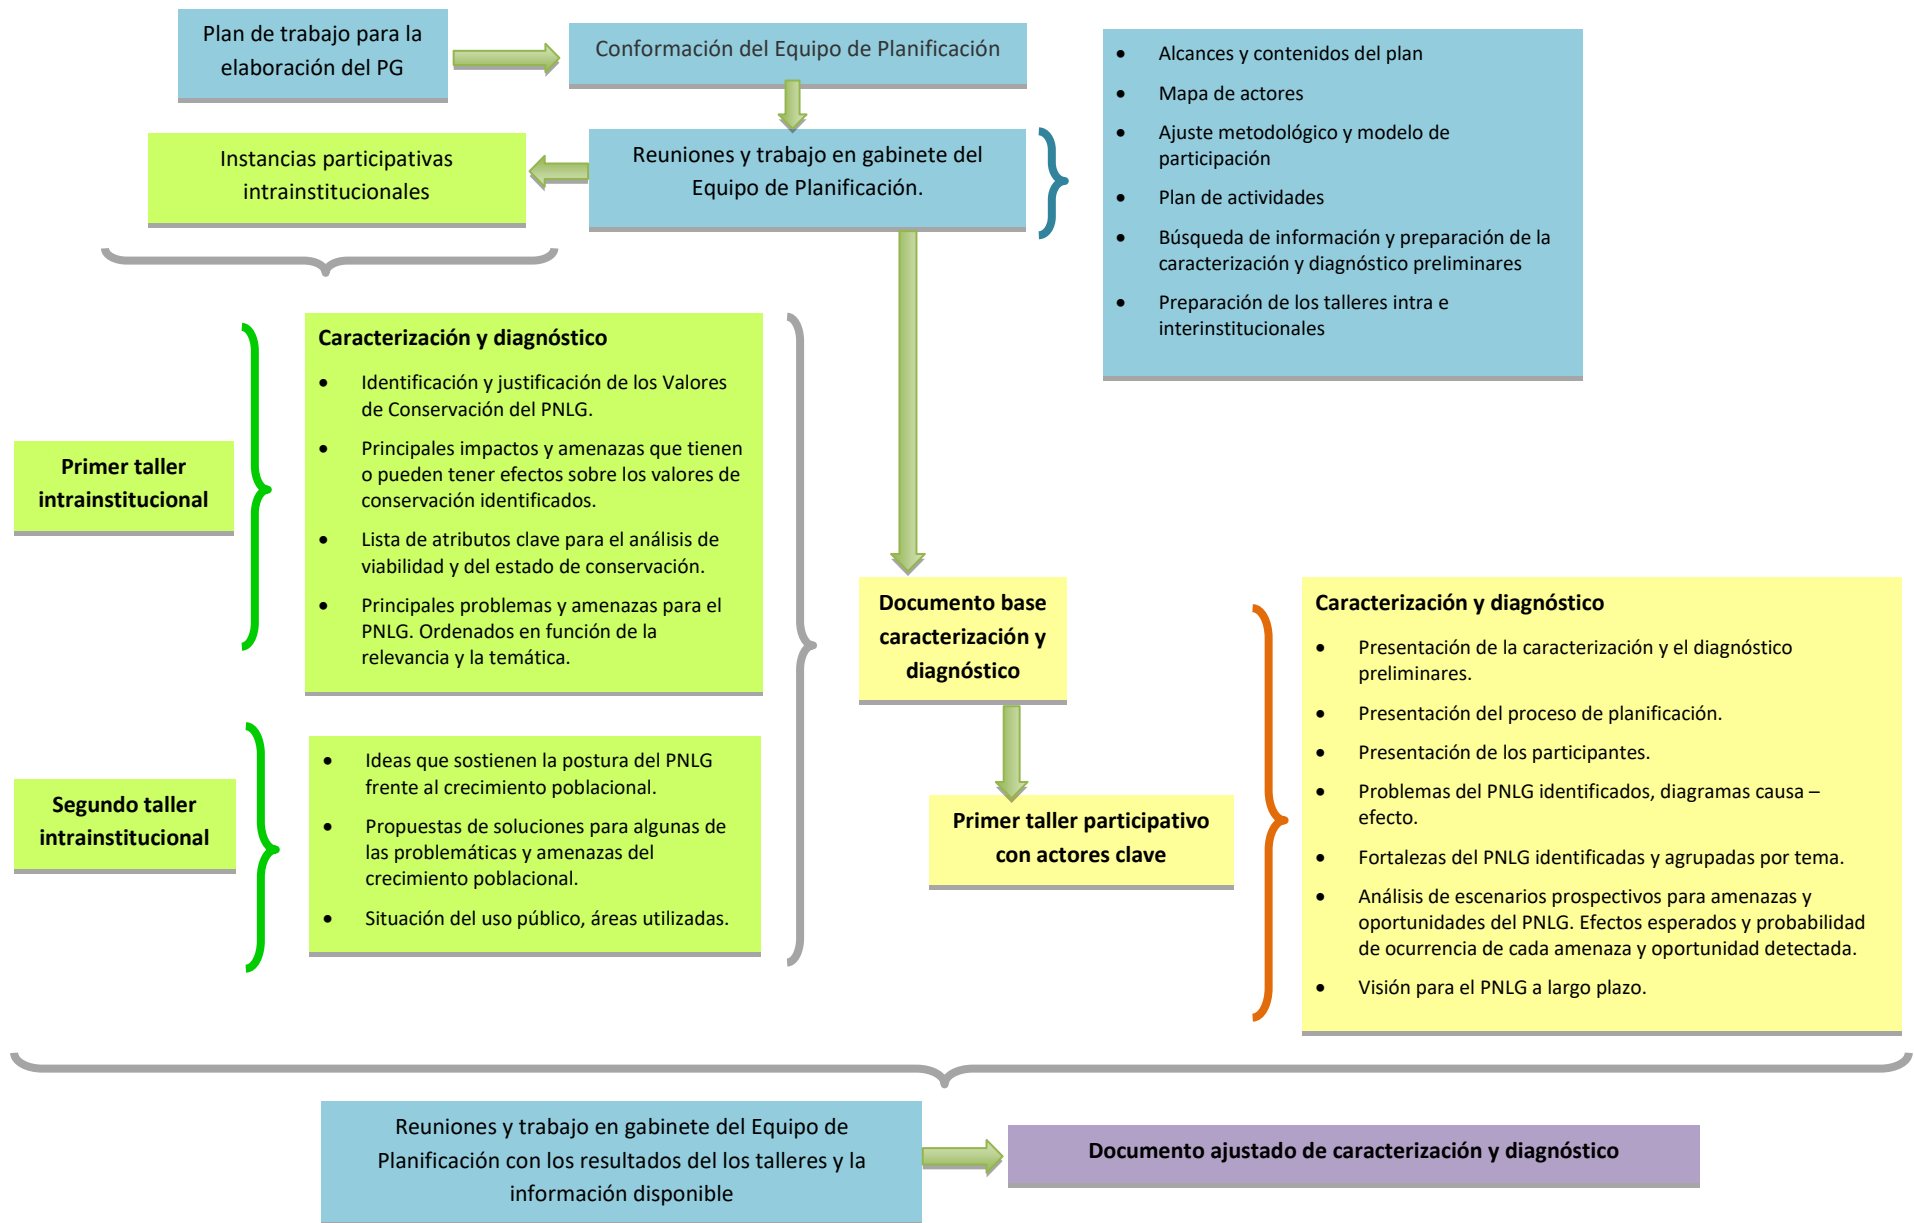 Plan de trabajo para la
elaboración del PG
Conformación del Equipo de Planificación
• Alcances y contenidos del plan
• Mapa de actores
• Ajuste metodológico y modelo de
participación
• Plan de actividades
• Búsqueda de información y preparación de la
caracterización y diagnóstico preliminares
• Preparación de los talleres intra e
interinstitucionales
Instancias participativas
intrainstitucionales
Reuniones y trabajo en gabinete del
Equipo de Planificación.
Primer taller
intrainstitucional
Caracterización y diagnóstico
• Identificación y justificación de los Valores
de Conservación del PNLG.
• Principales impactos y amenazas que tienen
o pueden tener efectos sobre los valores de
conservación identificados.
• Lista de atributos clave para el análisis de
viabilidad y del estado de conservación.
• Principales problemas y amenazas para el
PNLG. Ordenados en función de la
relevancia y la temática.
Segundo taller
intrainstitucional
• Ideas que sostienen la postura del PNLG
frente al crecimiento poblacional.
• Propuestas de soluciones para algunas de
las problemáticas y amenazas del
crecimiento poblacional.
• Situación del uso público, áreas utilizadas.
Documento base
caracterización y
diagnóstico
Primer taller participativo
con actores clave
Caracterización y diagnóstico
• Presentación de la caracterización y el diagnóstico
preliminares.
• Presentación del proceso de planificación.
• Presentación de los participantes.
• Problemas del PNLG identificados, diagramas causa –
efecto.
• Fortalezas del PNLG identificadas y agrupadas por tema.
• Análisis de escenarios prospectivos para amenazas y
oportunidades del PNLG. Efectos esperados y probabilidad
de ocurrencia de cada amenaza y oportunidad detectada.
• Visión para el PNLG a largo plazo.
Reuniones y trabajo en gabinete del Equipo de
Planificación con los resultados del los talleres y la
información disponible
Documento ajustado de caracterización y diagnóstico